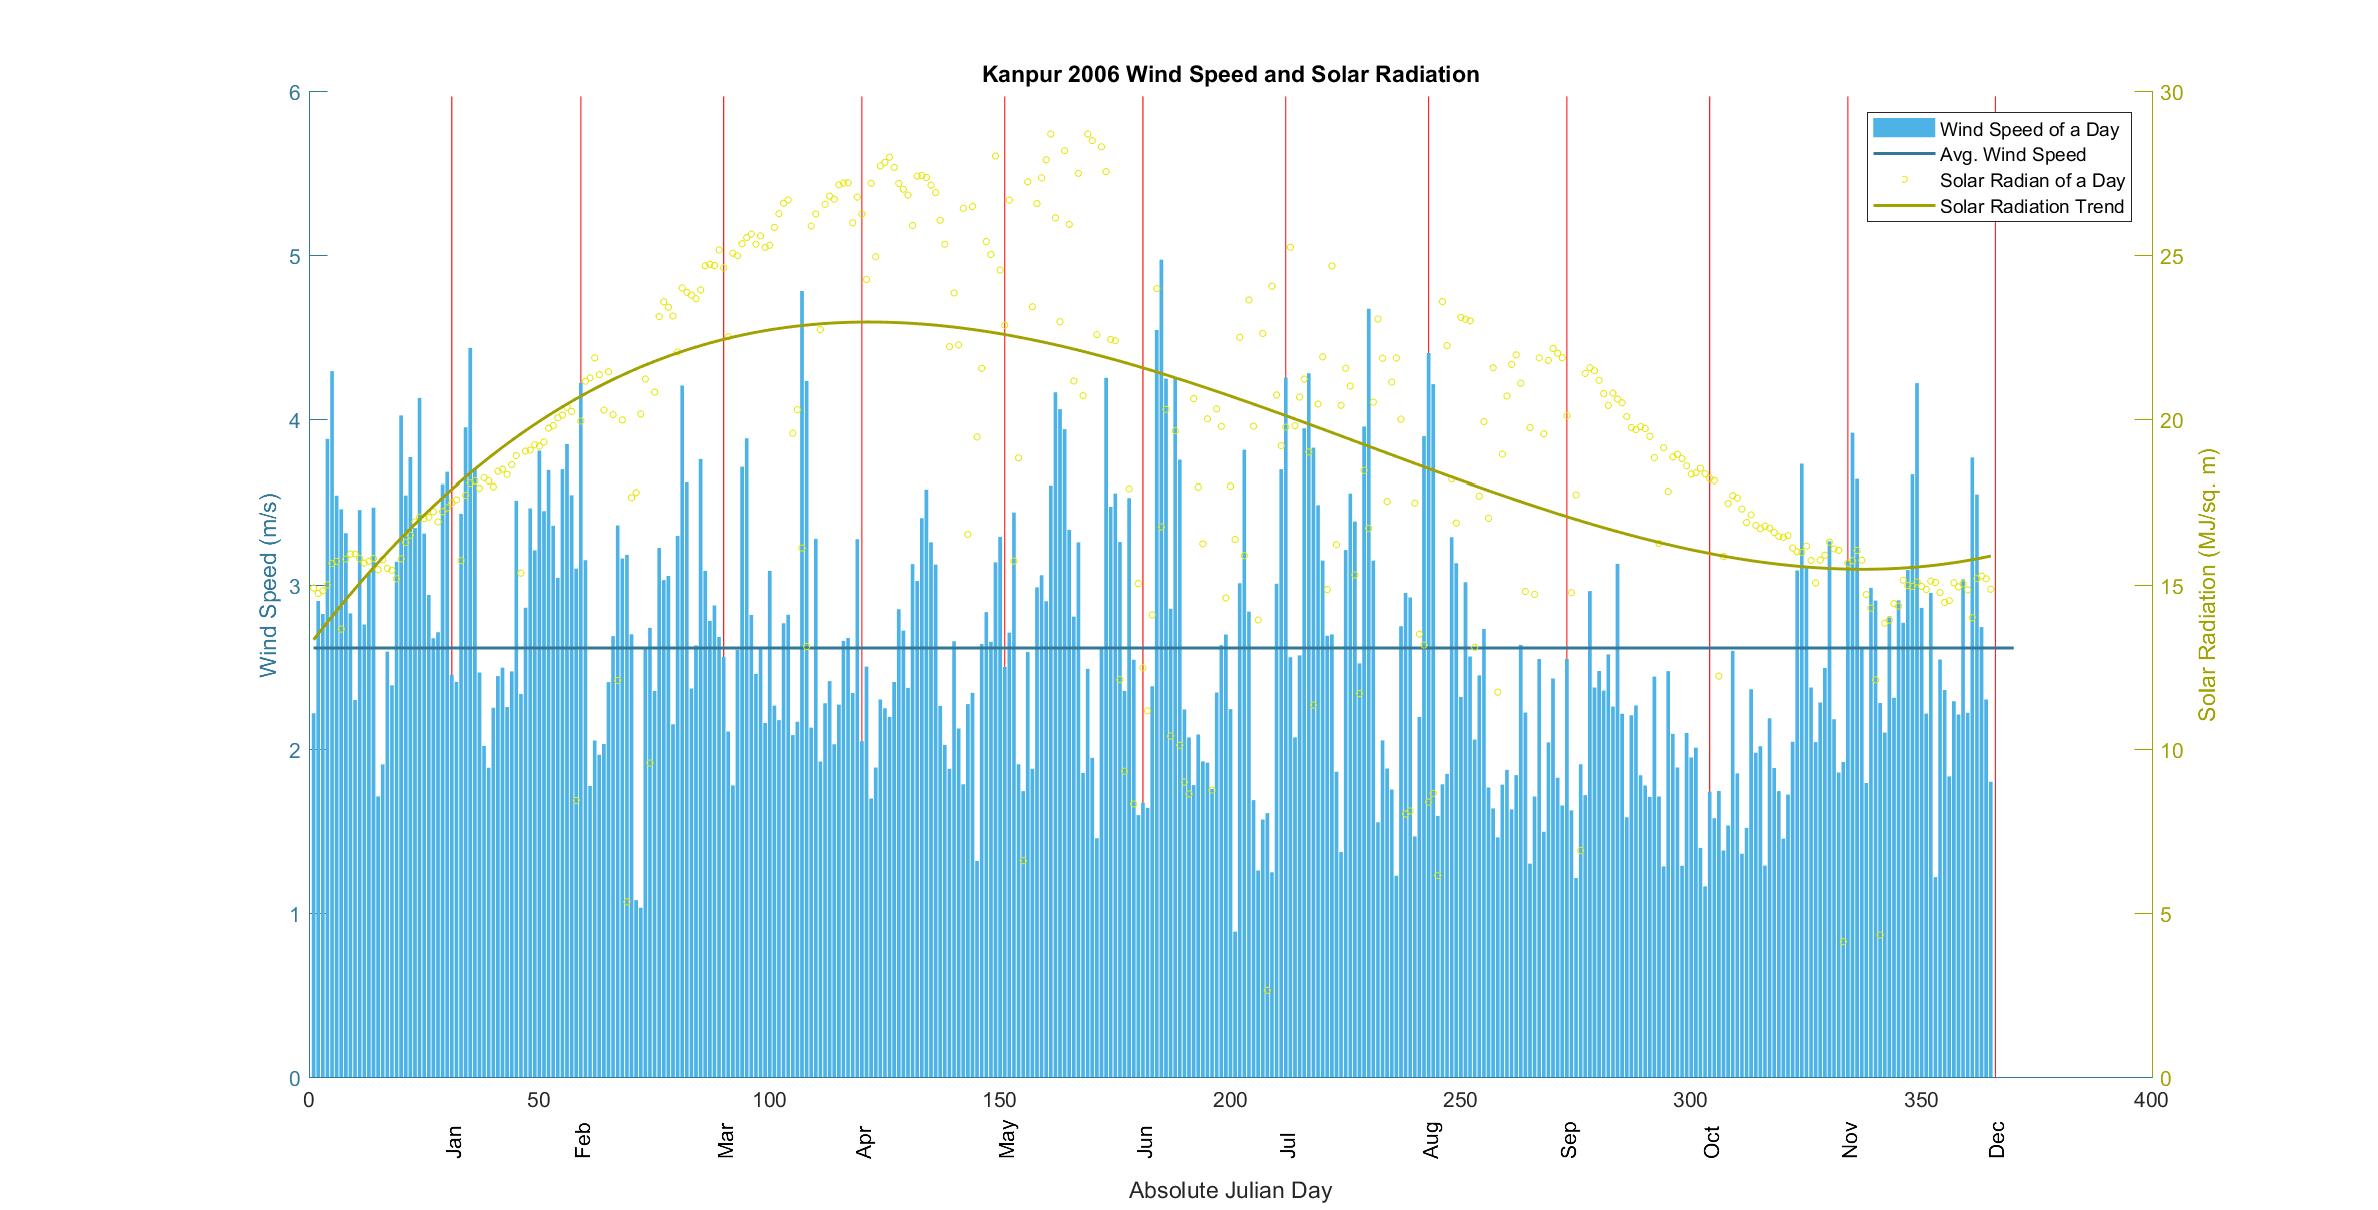 Kanpur 2006 Wind Speed and Solar Radiation
Wind Speed of a Day
Avg. Wind Speed
Solar Radian of a Day
Solar Radiation Trend
6
5
4
3
2
1
0
Wind Speed (m/s)
30
25
20
15
10
5
0
Solar Radiation (MJ/sq. m)
0 50 100 150 200 250 300 350 400
Jan Feb Mar Apr May Jun Jul Aug Sep Oct Nov Dec
Absolute Julian Day